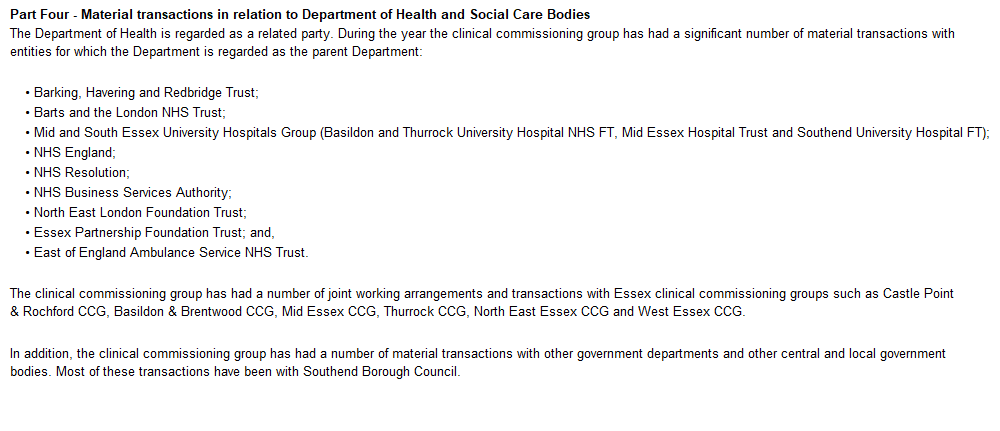 Part Four - Material transactions in relation to Department of Health and Social Care Bodies
The Department of Health is regarded as a related party. During the year the clinical commissioning group has had a significant number of material transactions with
entities for which the Department is regarded as the parent Department:
• Barking, Havering and Redbridge Trust;
• Barts and the London NHS Trust;
• Mid and South Essex University Hospitals Group (Basildon and Thurrock University Hospital NHS FT, Mid Essex Hospital Trust and Southend University Hospital FT);
• NHS England;
• NHS Resolution;
• NHS Business Services Authority;
• North East London Foundation Trust;
• Essex Partnership Foundation Trust; and,
• East of England Ambulance Service NHS Trust.
The clinical commissioning group has had a number of joint working arrangements and transactions with Essex clinical commissioning groups such as Castle Point
& Rochford CCG, Basildon & Brentwood CCG, Mid Essex CCG, Thurrock CCG, North East Essex CCG and West Essex CCG.
In addition, the clinical commissioning group has had a number of material transactions with other government departments and other central and local government
bodies. Most of these transactions have been with Southend Borough Council.